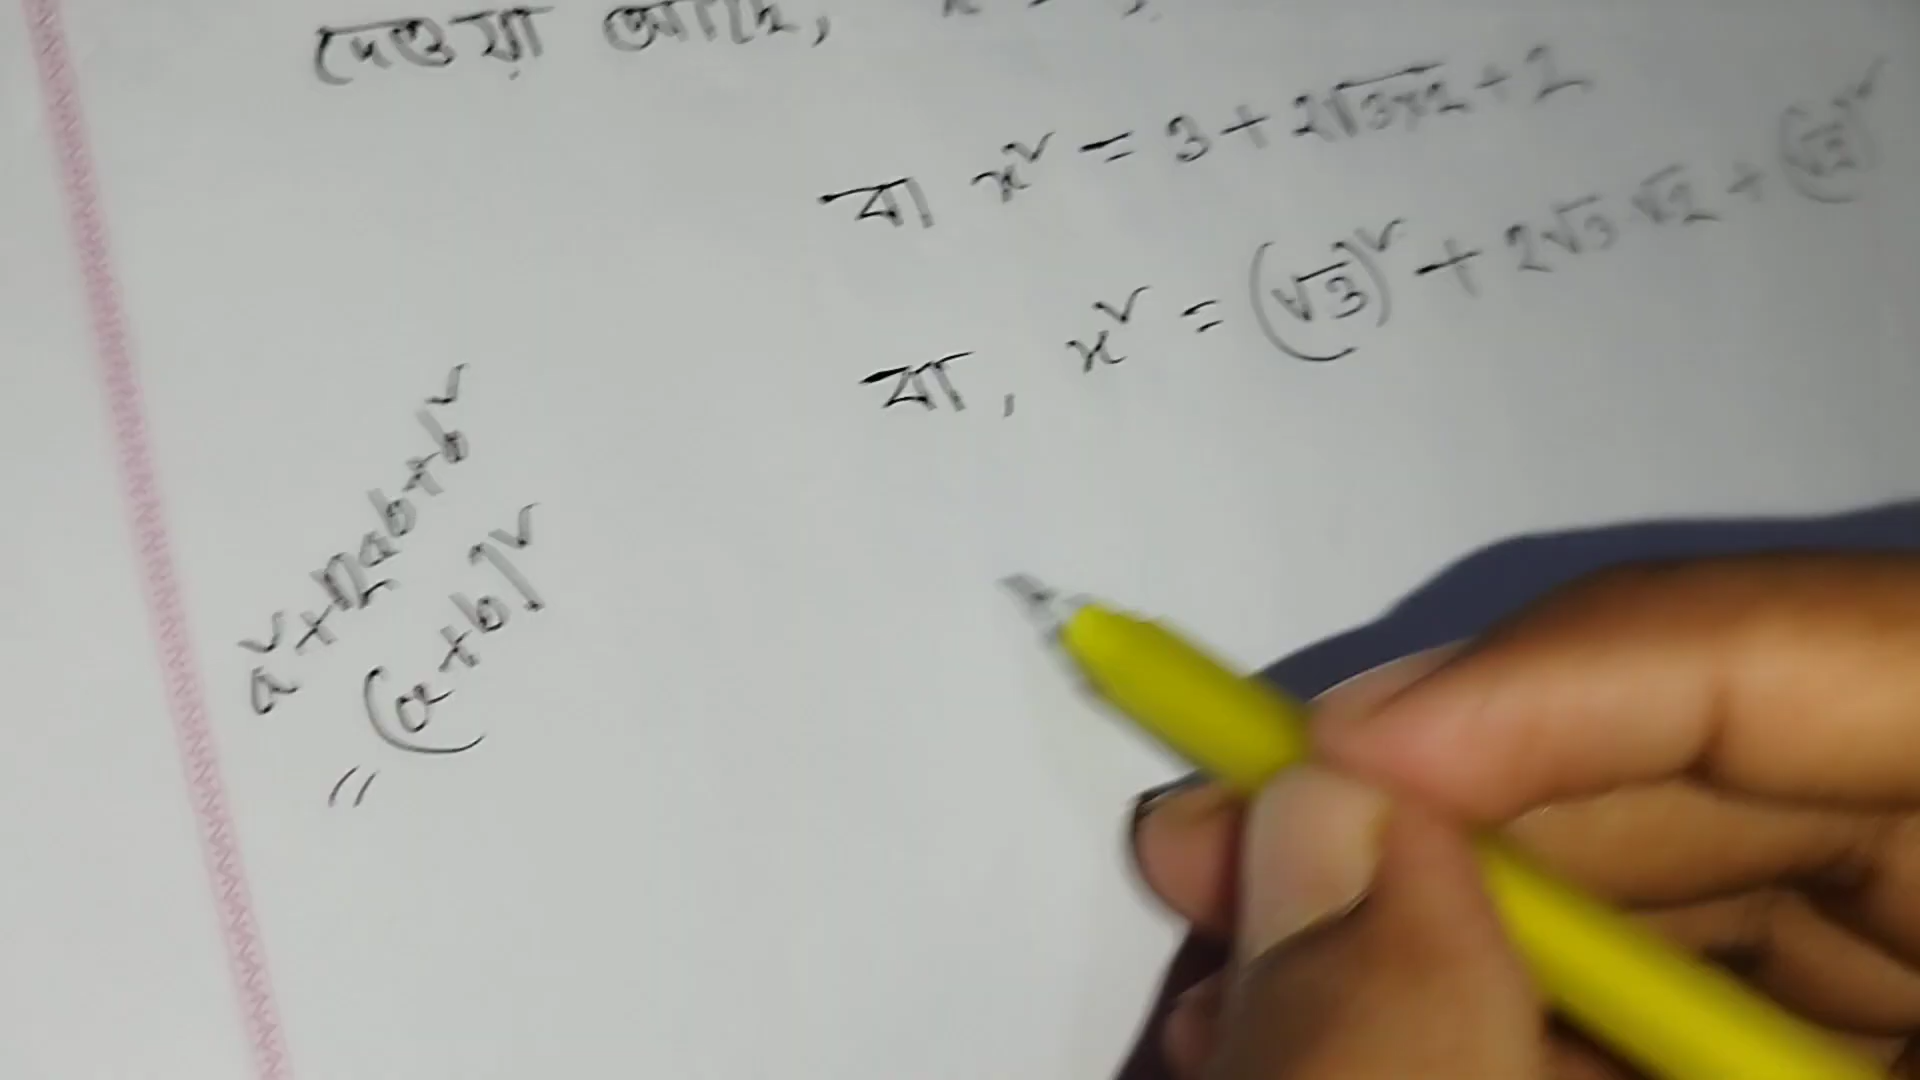 দেওয়া আছে,
বা x² = 3 + 2√3×2 + 2
বা, x² = (√3)² + 2√3 √2 + (√2)²
a² + 2ab + b²
= (a + b)²